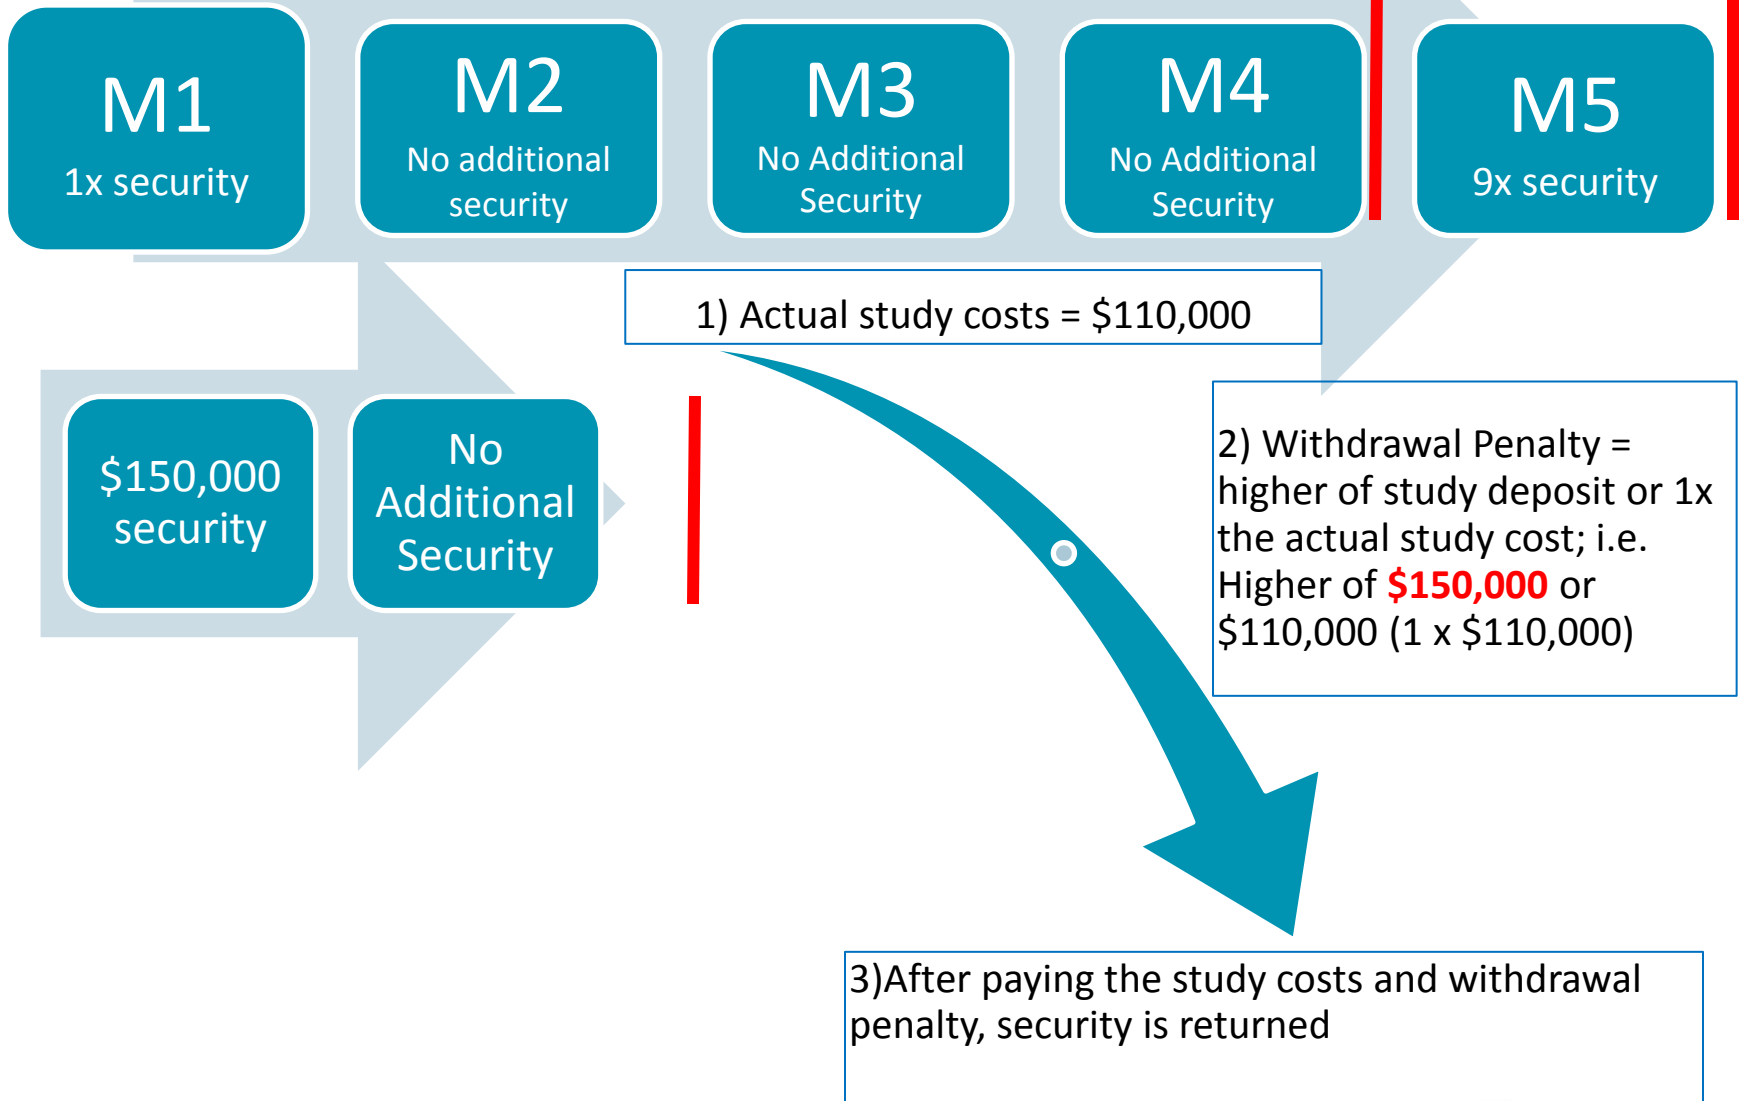 M1
1x security
M2
No additional
security
M3
No Additional
Security
M4
No Additional
Security
M5
9x security
1) Actual study costs = $110,000
$150,000
security
No
Additional
Security
2) Withdrawal Penalty =
higher of study deposit or 1x
the actual study cost; i.e.
Higher of $150,000 or
$110,000 (1 x $110,000)
3)After paying the study costs and withdrawal
penalty, security is returned